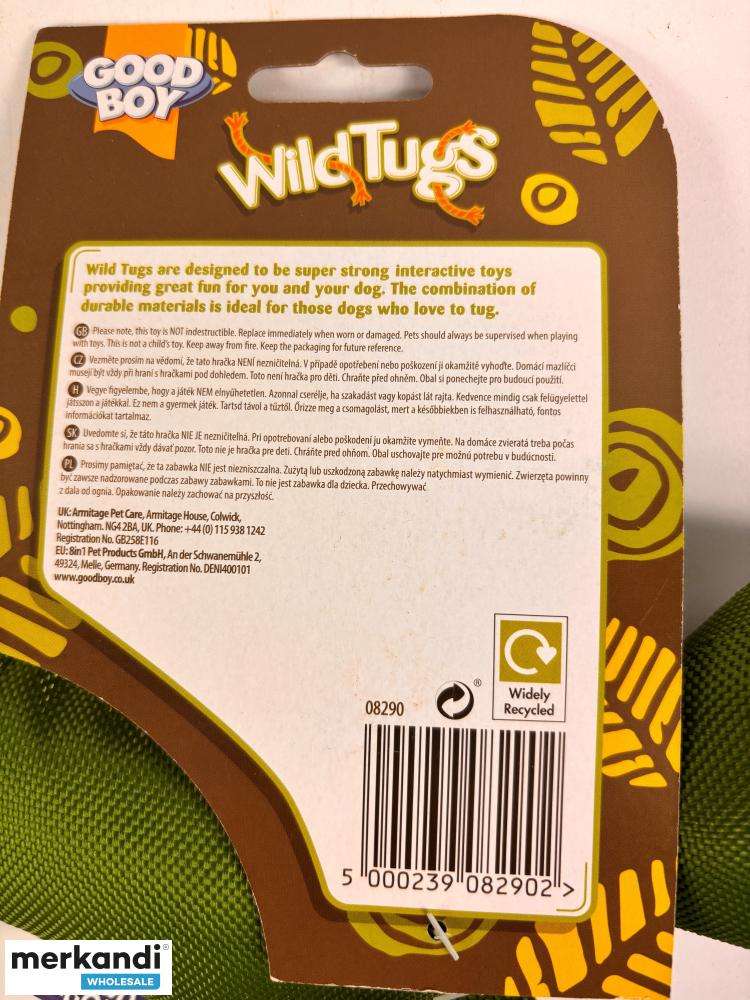 GOOD
BOY
Wild Tugs
Wild Tugs are designed to be super strong interactive toys
providing great fun for you and your dog. The combination of
durable materials is ideal for those dogs who love to tug.
GB Please note, this toy is NOT indestructible. Replace immediately when worn or damaged. Pets should always be supervised when playing
with toys. This is not a child's toy. Keep away from fire. Keep the packaging for future reference.
CZ Vezměte prosím na vědomí, že tato hračka NENÍ nezničitelná. V případě opotřebení nebo poškození ji okamžitě vyhoďte. Domácí mazlíčci
musejí být vždy při hraní s hračkami pod dohledem. Toto není hračka pro děti. Chraňte před ohněm. Obal si ponechejte pro budoucí použití.
H Vegye figyelembe, hogy a játék NEM elnyűhetetlen. Azonnal cserélje, ha szakadást vagy kopást lát rajta. Kedvence mindig csak felügyelettel
játsszon a játékkal. Ez nem a gyermek játék. Tartsd távol a tűztől. Őrizze meg a csomagolást, mert a későbbiekben is felhasználható, fontos
információkat tartalmaz.
SK Uvedomte si, že táto hračka NIE JE nezničiteľná. Pri opotrebovaní alebo poškodení ju okamžite vymeňte. Na domáce zvieratá treba počas
hrania sa s hračkami vždy dávať pozor. Toto nie je hračka pre deti. Chráňte pred ohňom. Obal uschovajte pre možnú potrebu v budúcnosti.
PL Prosimy pamiętać, że ta zabawka NIE jest niezniszczalna. Zużytą lub uszkodzoną zabawkę należy natychmiast wymienić. Zwierzęta powinny
być zawsze nadzorowane podczas zabawy zabawkami. To nie jest zabawka dla dziecka. Przechowywać
z dala od ognia. Opakowanie należy zachować na przyszłość.
UK: Armitage Pet Care, Armitage House, Colwick,
Nottingham. NG4 2BA, UK. Phone: +44 (0) 115 938 1242
Registration No. GB258E116
EU: 8in1 Pet Products GmbH, An der Schwanemühle 2,
49324, Melle, Germany. Registration No. DENI400101
www.goodboy.co.uk
08290
®
Widely
Recycled
5 000239 082902 >
merkandi®
WHOLESALE